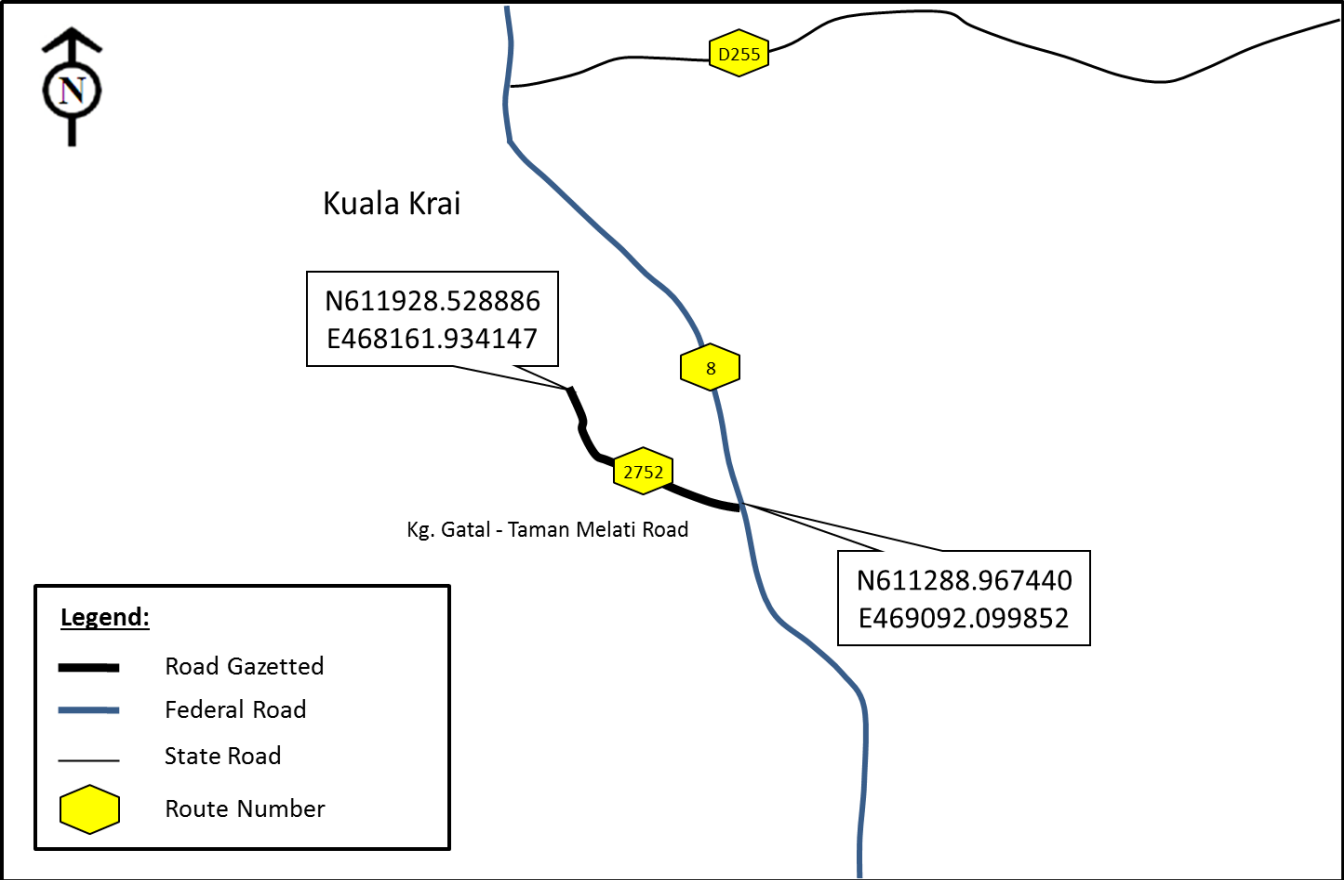 N
D255
Kuala Krai
N611928.528886
E468161.934147
8
2752
Kg. Gatal - Taman Melati Road
N611288.967440
E469092.099852
Legend:
Road Gazetted
Federal Road
State Road
Route Number